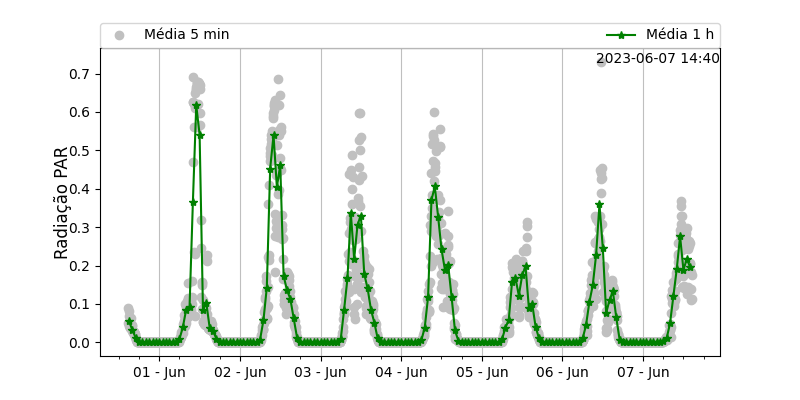 Média 5 min
Média 1 h
2023-06-07 14:40
Radiação PAR
0.7
0.6
0.5
0.4
0.3
0.2
0.1
0.0
01 - Jun
02 - Jun
03 - Jun
04 - Jun
05 - Jun
06 - Jun
07 - Jun